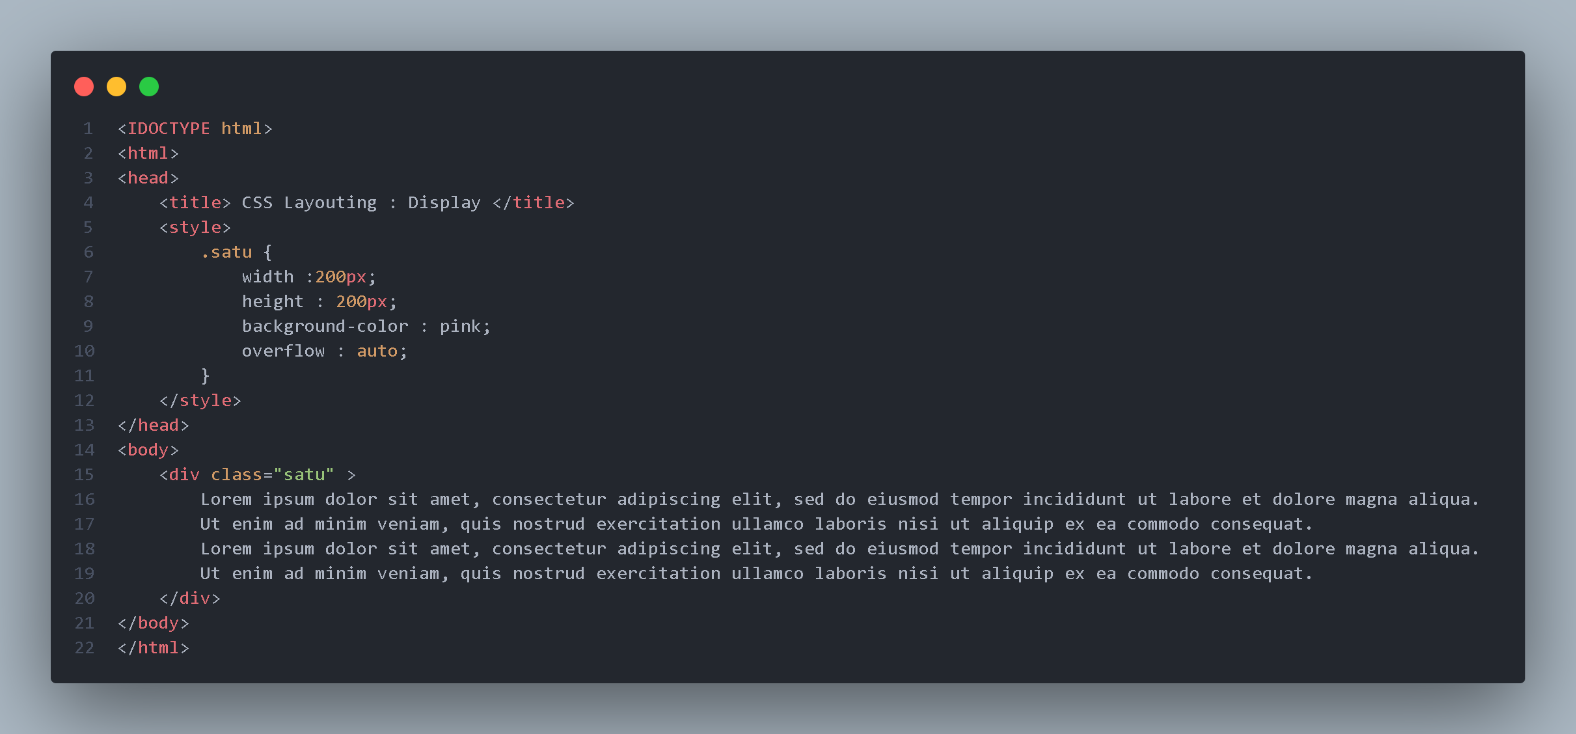 1 <IDOCTYPE html>
2 <html>
3 <head>
4     <title> CSS Layouting : Display </title>
5     <style>
6         .satu {
7             width :200px;
8             height : 200px;
9             background-color : pink;
10             overflow : auto;
11         }
12     </style>
13 </head>
14 <body>
15     <div class="satu" >
16         Lorem ipsum dolor sit amet, consectetur adipiscing elit, sed do eiusmod tempor incididunt ut labore et dolore magna aliqua.
17         Ut enim ad minim veniam, quis nostrud exercitation ullamco laboris nisi ut aliquip ex ea commodo consequat.
18         Lorem ipsum dolor sit amet, consectetur adipiscing elit, sed do eiusmod tempor incididunt ut labore et dolore magna aliqua.
19         Ut enim ad minim veniam, quis nostrud exercitation ullamco laboris nisi ut aliquip ex ea commodo consequat.
20     </div>
21 </body>
22 </html>